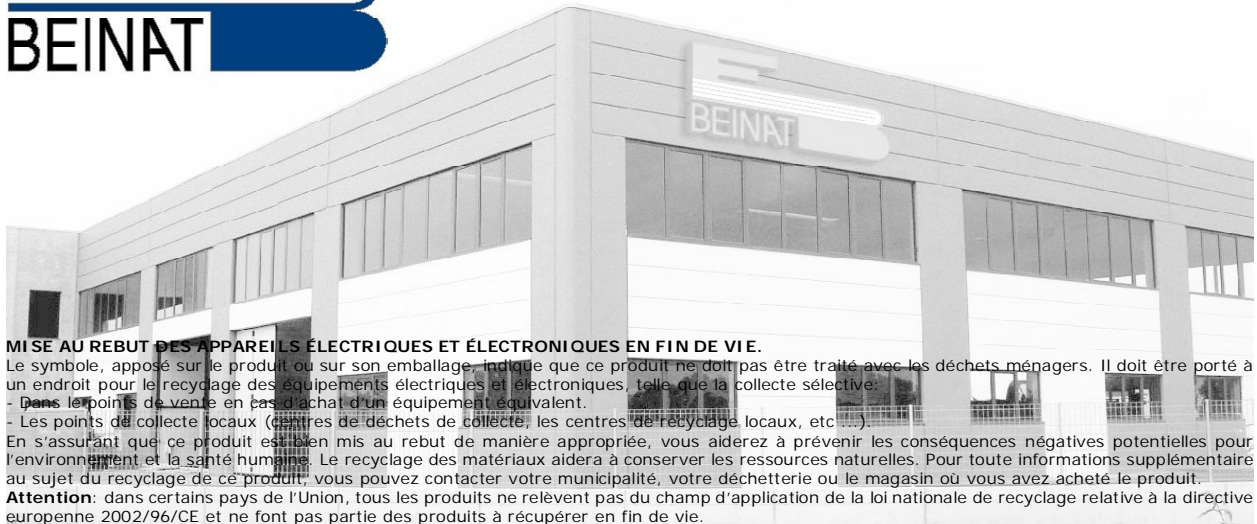 BEINAT
BEINAT
MISE AU REBUT DES APPAREILS ÉLECTRIQUES ET ÉLECTRONIQUES EN FIN DE VIE.
Le symbole, apposé sur le produit ou sur son emballage, indique que ce produit ne doit pas être traité avec les déchets ménagers. Il doit être porté à
un endroit pour le recyclage des équipements électriques et électroniques, telle que la collecte sélective:
- Dans le points de vente en cas d'achat d'un équipement équivalent.
- Les points de collecte locaux (centres de déchets de collecte, les centres de recyclage locaux, etc ...).
En s'assurant que ce produit est bien mis au rebut de manière appropriée, vous aiderez à prévenir les conséquences négatives potentielles pour
l'environnement et la santé humaine. Le recyclage des matériaux aidera à conserver les ressources naturelles. Pour toute informations supplémentaire
au sujet du recyclage de ce produit, vous pouvez contacter votre municipalité, votre déchetterie ou le magasin où vous avez acheté le produit.
Attention: dans certains pays de l'Union, tous les produits ne relèvent pas du champ d'application de la loi nationale de recyclage relative à la directive
europenne 2002/96/CE et ne font pas partie des produits à récupérer en fin de vie.